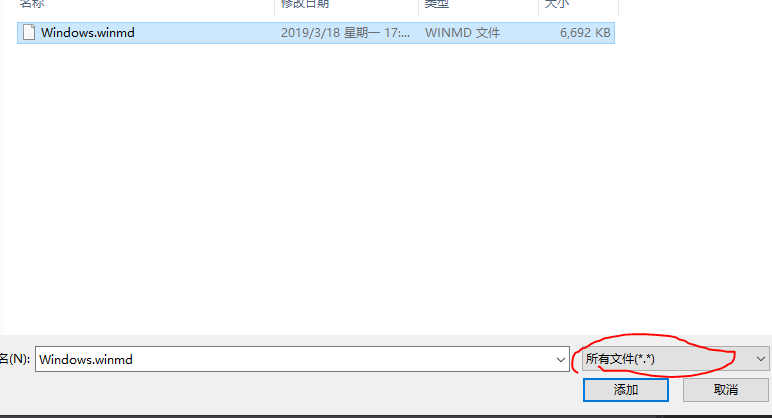 名称 修改日期 类型 大小
Windows.winmd 2019/3/18 星期一 17:... WINMD 文件 6,692 KB
名(N): Windows.winmd 所有文件(*.*)
添加 取消